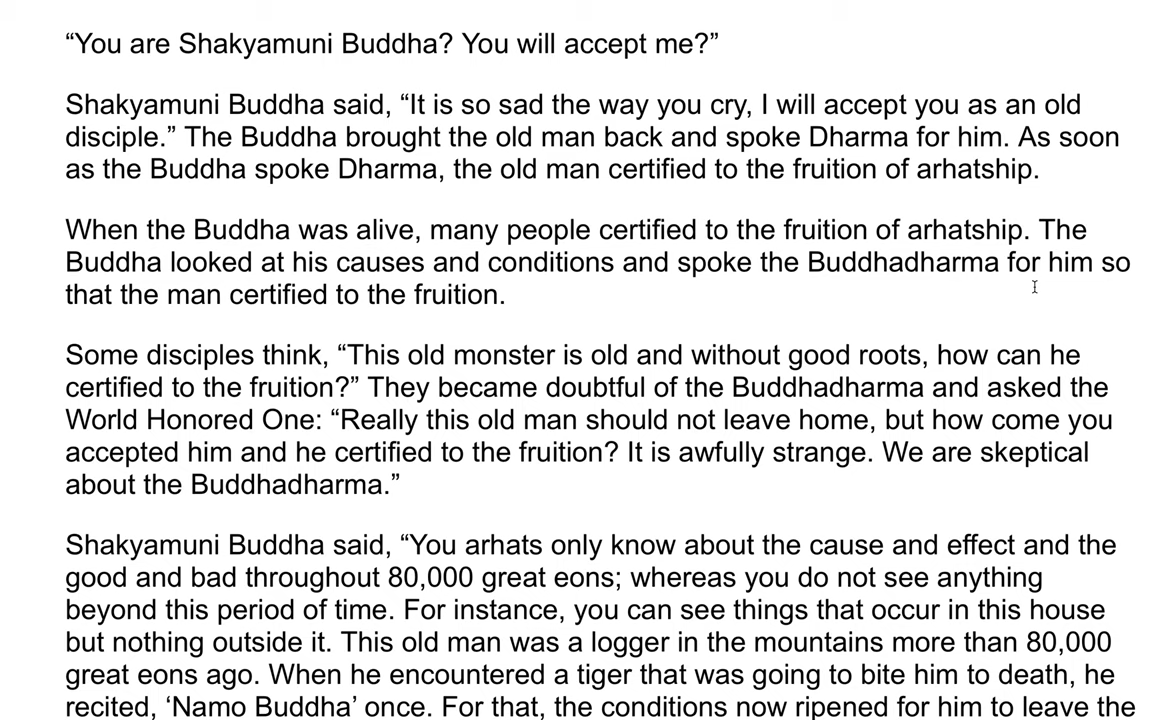 “You are Shakyamuni Buddha? You will accept me?”
Shakyamuni Buddha said, “It is so sad the way you cry, I will accept you as an old
disciple.” The Buddha brought the old man back and spoke Dharma for him. As soon
as the Buddha spoke Dharma, the old man certified to the fruition of arhatship.
When the Buddha was alive, many people certified to the fruition of arhatship. The
Buddha looked at his causes and conditions and spoke the Buddhadharma for him so
that the man certified to the fruition.
Some disciples think, “This old monster is old and without good roots, how can he
certified to the fruition?” They became doubtful of the Buddhadharma and asked the
World Honored One: “Really this old man should not leave home, but how come you
accepted him and he certified to the fruition? It is awfully strange. We are skeptical
about the Buddhadharma.”
Shakyamuni Buddha said, “You arhats only know about the cause and effect and the
good and bad throughout 80,000 great eons; whereas you do not see anything
beyond this period of time. For instance, you can see things that occur in this house
but nothing outside it. This old man was a logger in the mountains more than 80,000
great eons ago. When he encountered a tiger that was going to bite him to death, he
recited, ‘Namo Buddha’ once. For that, the conditions now ripened for him to leave the